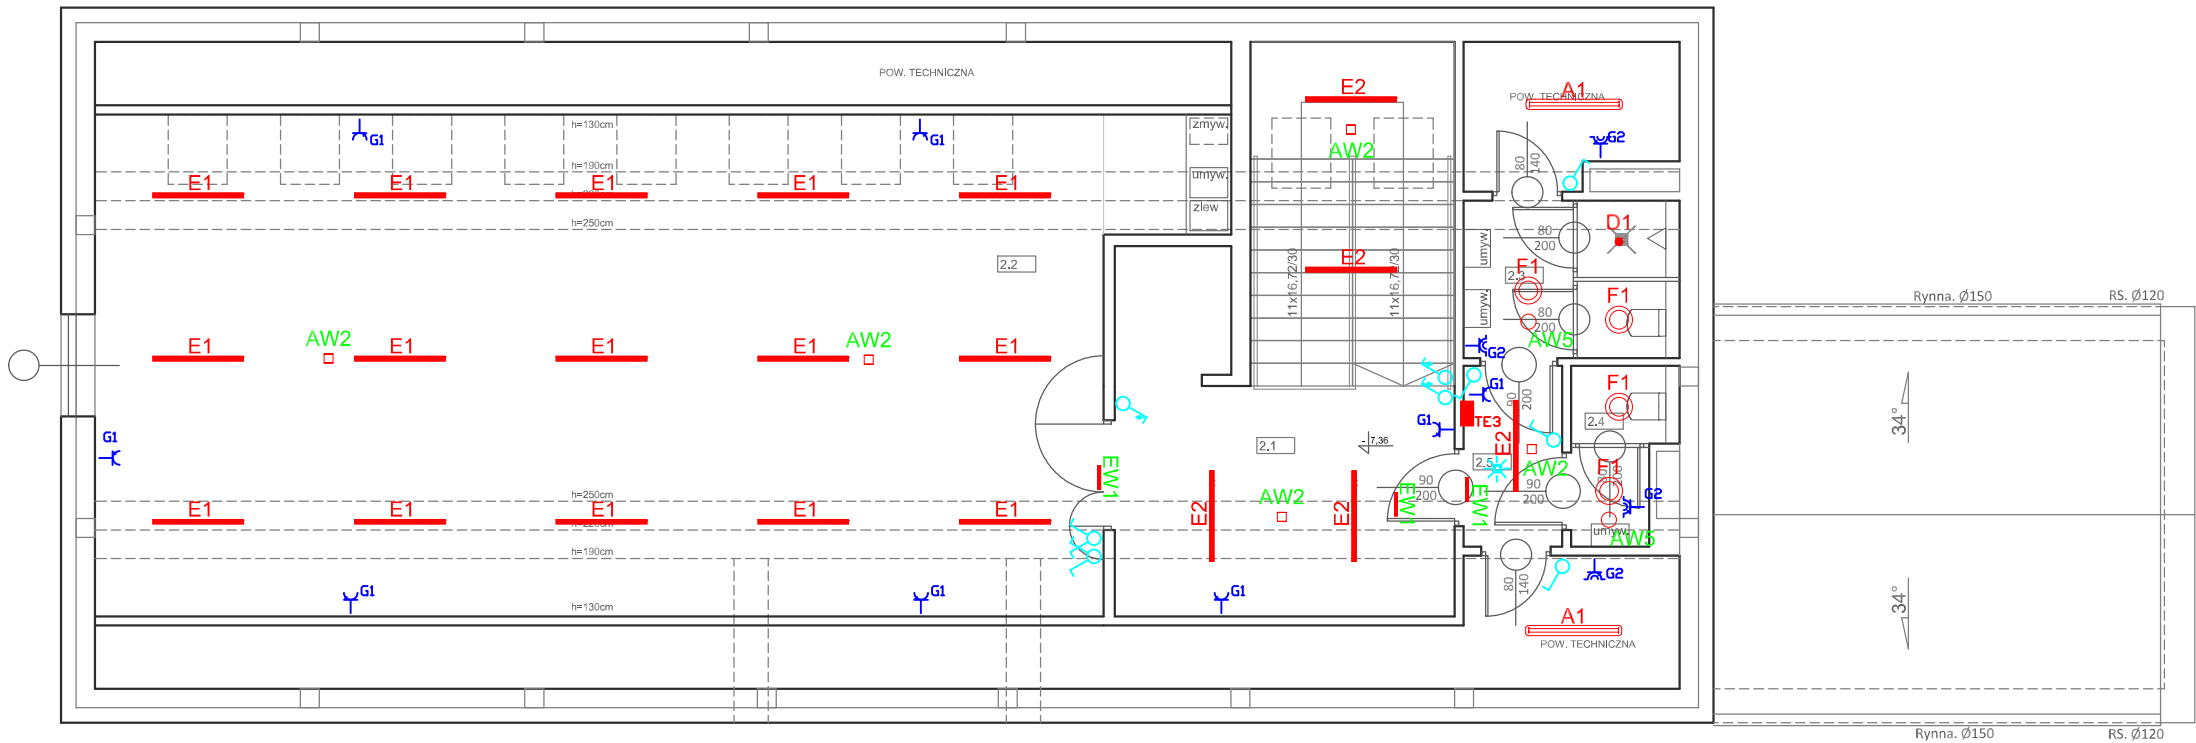 POW. TECHNICZNA
E2
A1
POW. TECHNICZNA
h=130cm
G1
G1
zmyw.
AW2
G2
80
140
h=190cm
umyw.
E1
E1
E1
E1
E1
zlew
h=250cm
D1
80
200
umyw.
2.2
E2
11x16,72/30
11x16,72/30
F1
2.3
F1
Rynna. Ø150
RS. Ø120
umyw.
80
200
E1
AW2
E1
E1
AW2
E1
E1
G2
AW5
G1
F1
90
200
34°
G1
TE3
2.4
G1
2.1
- 7,36
E2
2.5
AW2
F1
80
200
EW1
90
200
EW1
EW1
90
200
G2
h=250cm
E1
E1
E1
E1
E1
E2
AW2
E2
umyw.
AW5
h=220cm
h=190cm
G1
G1
h=130cm
G1
80
140
G2
34°
A1
POW. TECHNICZNA
Rynna. Ø150
RS. Ø120